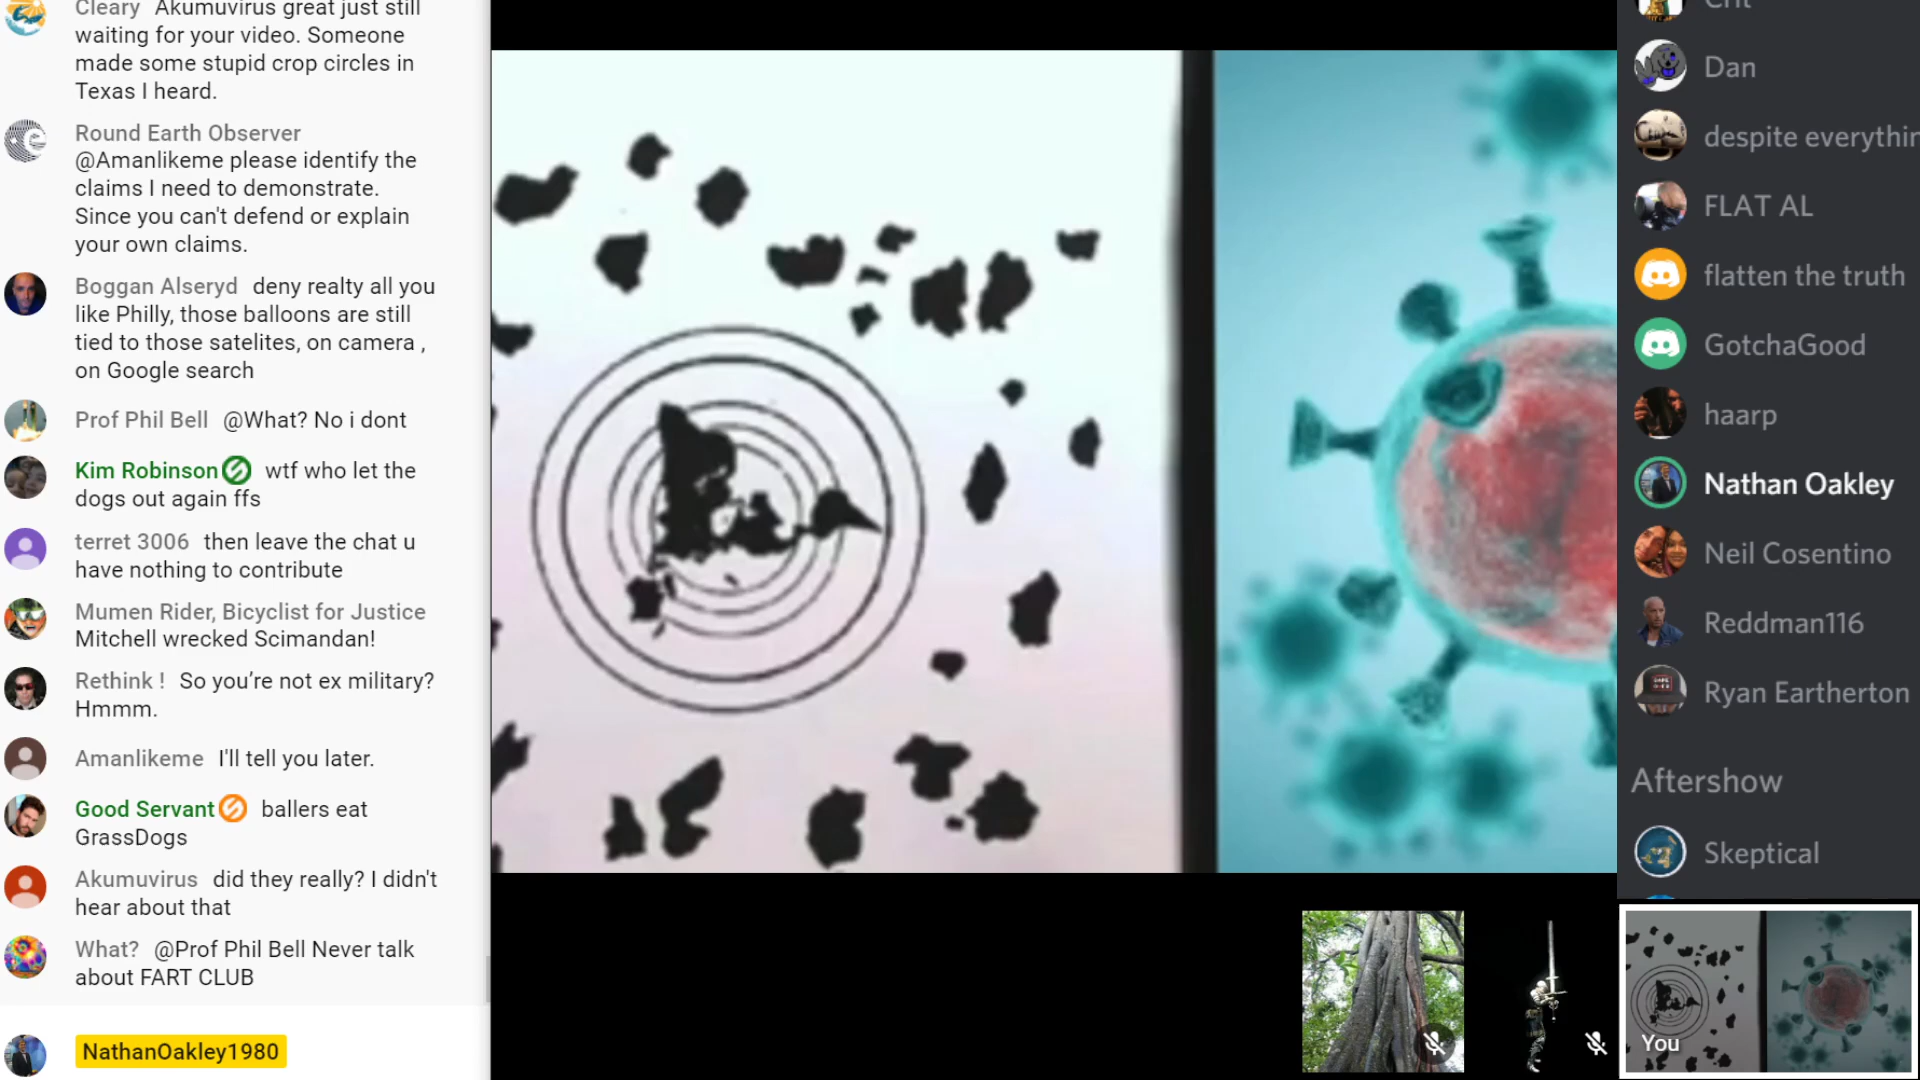 Cleary Akumuvirus great just still
waiting for your video. Someone
made some stupid crop circles in
Texas I heard.
Round Earth Observer
@Amanlikeme please identify the
claims I need to demonstrate.
Since you can't defend or explain
your own claims.
Boggan Alseryd deny realty all you
like Philly, those balloons are still
tied to those satelites, on camera ,
on Google search
Prof Phil Bell @What? No i dont
Kim Robinson wtf who let the
dogs out again ffs
terret 3006 then leave the chat u
have nothing to contribute
Mumen Rider, Bicyclist for Justice
Mitchell wrecked Scimandan!
Rethink ! So you’re not ex military?
Hmmm.
Amanlikeme I'll tell you later.
Good Servant ballers eat
GrassDogs
Akumuvirus did they really? I didn't
hear about that
What? @Prof Phil Bell Never talk
about FART CLUB
NathanOakley1980
Dan
despite everythin
FLAT AL
flatten the truth
GotchaGood
haarp
Nathan Oakley
Neil Cosentino
Reddman116
Ryan Eartherton
Aftershow
Skeptical
You